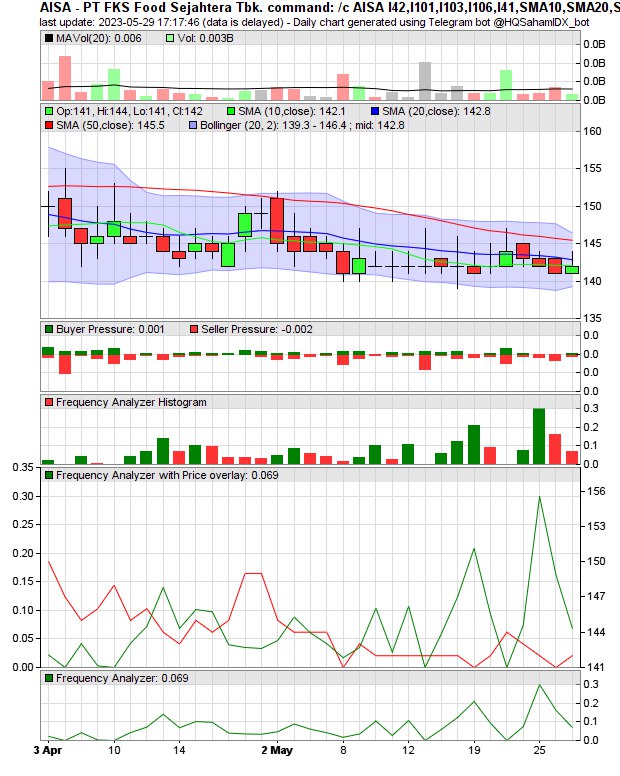 AISA - PT FKS Food Sejahtera Tbk. command: /c AISA I42,I101,I103,I106,I41,SMA10,SMA20,S
last update: 2023-05-29 17:17:46 (data is delayed) - Daily chart generated using Telegram bot @HQSahamIDX_bot
MAVol(20): 0.006 Vol: 0.003B
0.0B
0.0B
0.0B
0.0B
Op:141, Hi:144, Lo:141, Cl:142 SMA (10,close): 142.1 SMA (20,close): 142.8
SMA (50,close): 145.5 Bollinger (20, 2): 139.3 - 146.4; mid: 142.8
160
155
150
145
140
135
Buyer Pressure: 0.001 Seller Pressure: -0.002
0.0
0.0
0.0
0.0
Frequency Analyzer Histogram
0.3
0.2
0.1
0.0
Frequency Analyzer with Price overlay: 0.069
0.35
0.30
0.25
0.20
0.15
0.10
0.05
0.00
156
153
150
147
144
141
Frequency Analyzer: 0.069
0.3
0.2
0.1
0.0
3 Apr 10 14 2 May 8 12 19 25